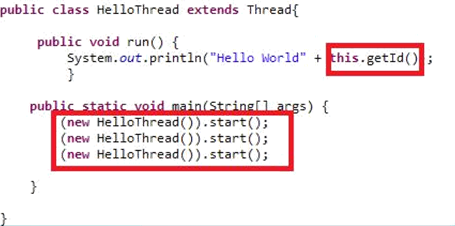 public class HelloThread extends Thread{
public void run() {
System.out.println("Hello World" + this.getId());
}
public static void main(String[] args) {
(new HelloThread()).start();
(new HelloThread()).start();
(new HelloThread()).start();
}
}